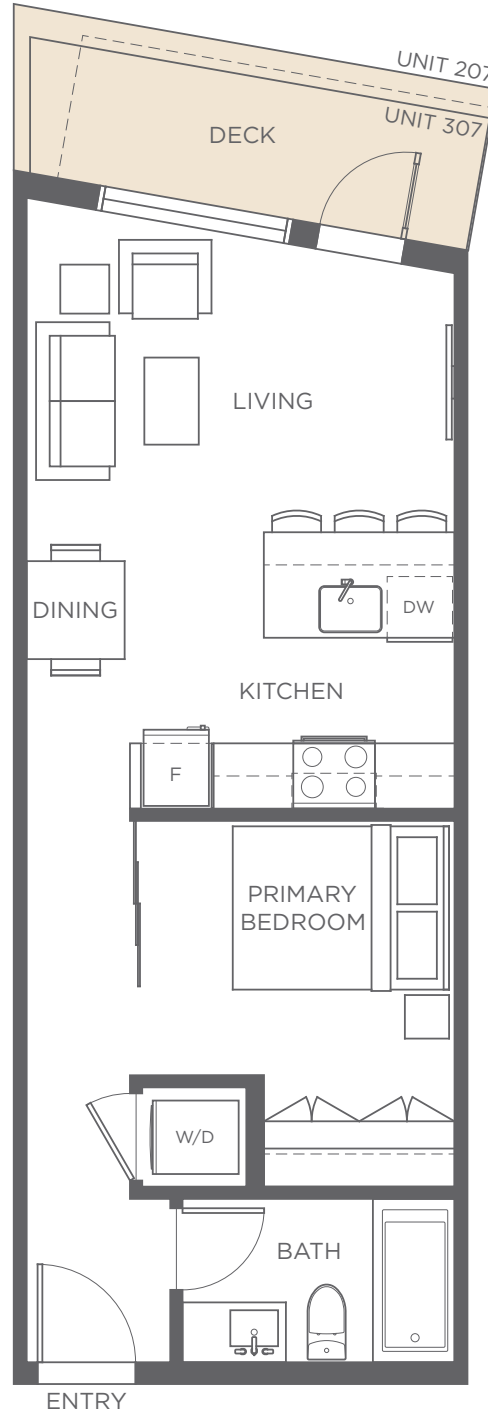 UNIT 207
UNIT 307
DECK
LIVING
DINING
DW
KITCHEN
F
PRIMARY
BEDROOM
W/D
BATH
ENTRY